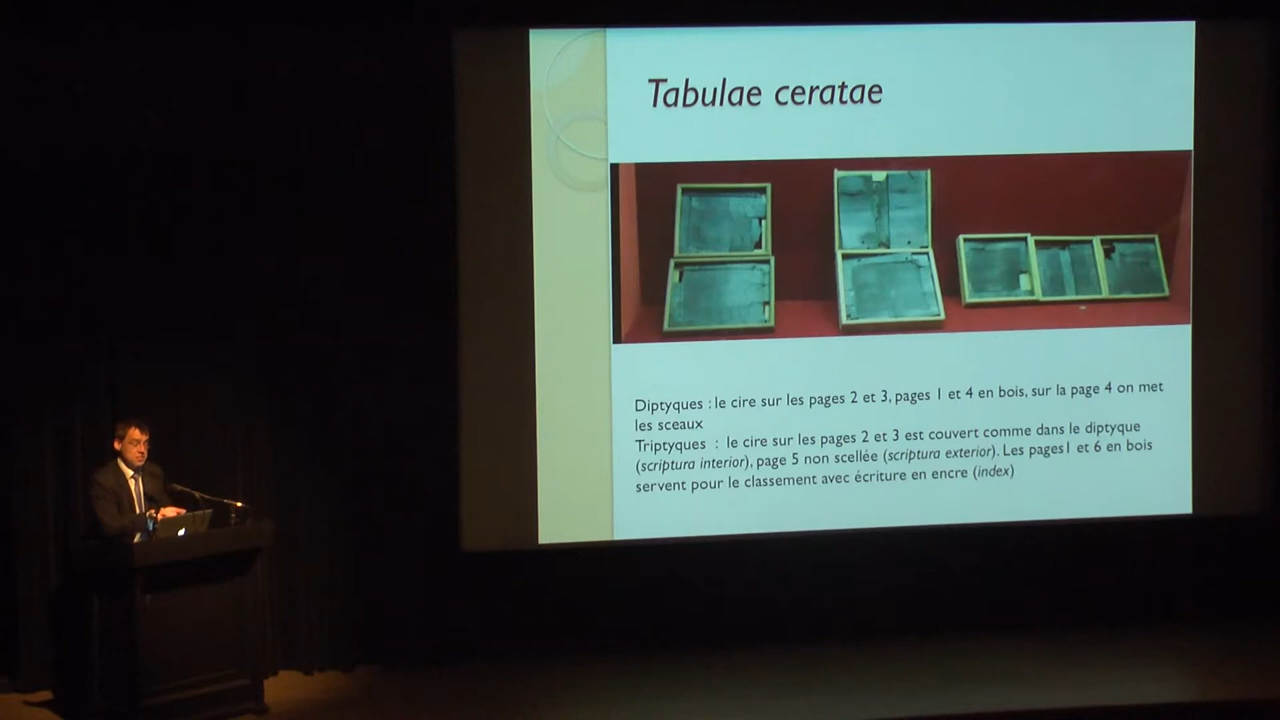 Tabulae ceratae
Diptyques : le cire sur les pages 2 et 3, pages 1 et 4 en bois, sur la page 4 on met
les sceaux
Triptyques : le cire sur les pages 2 et 3 est couvert comme dans le diptyque
(scriptura interior), page 5 non scellée (scriptura exterior). Les pages1 et 6 en bois
servent pour le classement avec écriture en encre (index)